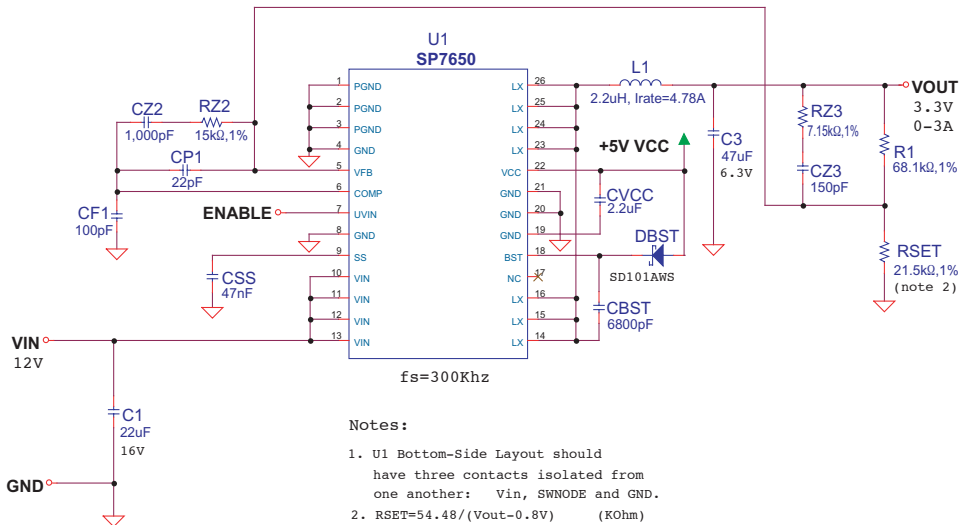 U1
SP7650
1 PGND
2 PGND
3 PGND
4 GND
5 VFB
6 COMP
7 UVIN
8 GND
9 SS
10 VIN
11 VIN
12 VIN
13 VIN
LX 26
LX 25
LX 24
LX 23
VCC 22
GND 21
GND 20
GND 19
BST 18
NC 17
LX 16
LX 15
LX 14
fs=300Khz
CZ2
1,000pF
RZ2
15kΩ,1%
CP1
22pF
CF1
100pF
ENABLE
CSS
47nF
VIN
12V
C1
22uF
16V
GND
L1
2.2uH, Irate=4.78A
+5V VCC
CVCC
2.2uF
DBST
SD101AWS
CBST
6800pF
C3
47uF
6.3V
RZ3
7.15kΩ,1%
CZ3
150pF
VOUT
3.3V
0-3A
R1
68.1kΩ,1%
RSET
21.5kΩ,1%
(note 2)
Notes:
1. U1 Bottom-Side Layout should
have three contacts isolated from
one another: Vin, SWNODE and GND.
2. RSET=54.48/(Vout-0.8V) (KOhm)